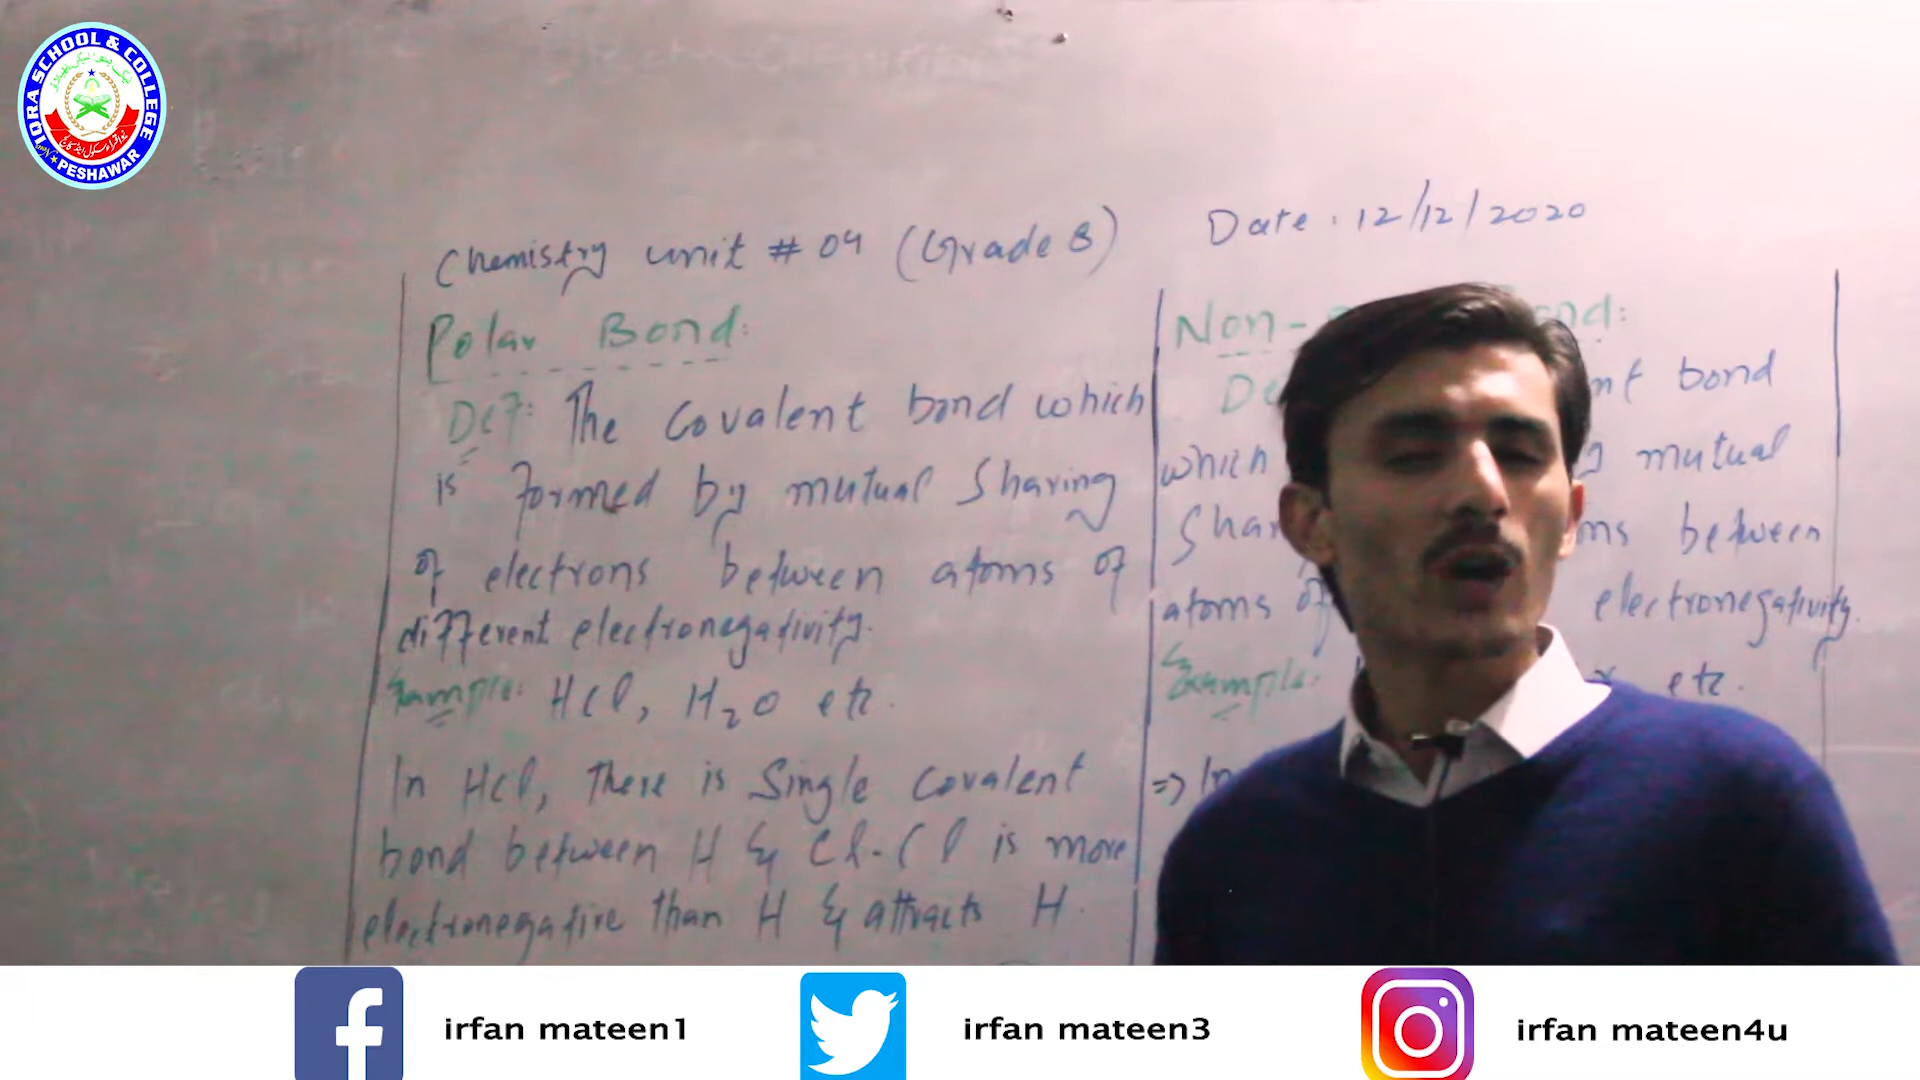 IQRA SCHOOL & COLLEGE
PESHAWAR
Chemistry unit # 04 (Grade 8)
Date: 12/12/2020
Polar Bond:
Def: The Covalent bond which
is formed by mutual Sharing
of electrons between atoms of
different electronegativity.
Example: HCl, H2O etc.
In HCl, There is Single Covalent
bond between H & Cl. Cl is more
electronegative than H & attracts H.
Non-
bond
which mutual
between
atoms of electronegativity.
Example: etc.
=> In
irfan mateen1
irfan mateen3
irfan mateen4u